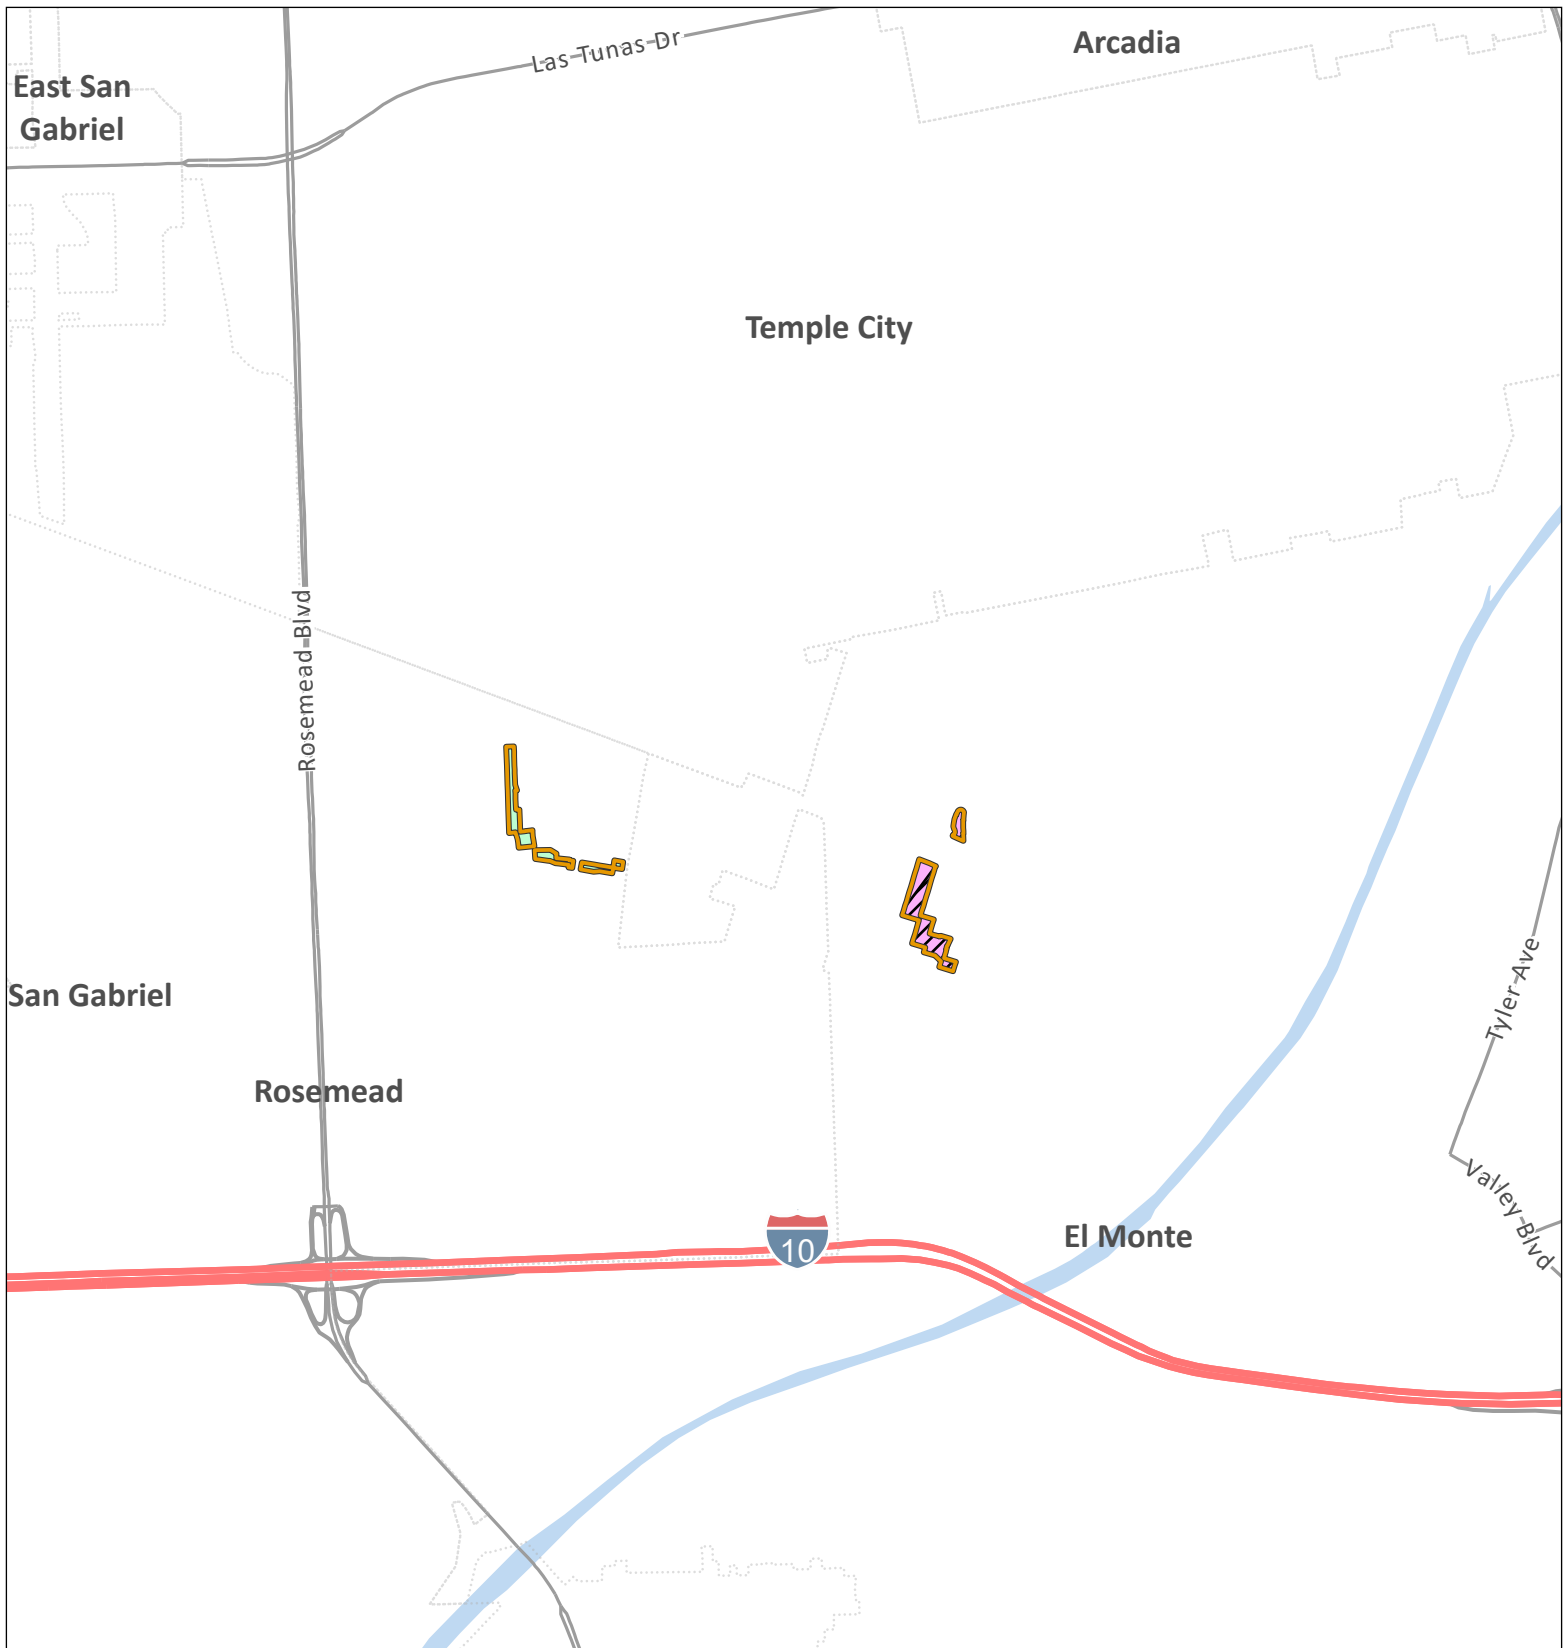 Arcadia
Las Tunas Dr
East San
Gabriel
Temple City
Rosemead Blvd
Tyler Ave
San Gabriel
Rosemead
Valley Blvd
El Monte
10